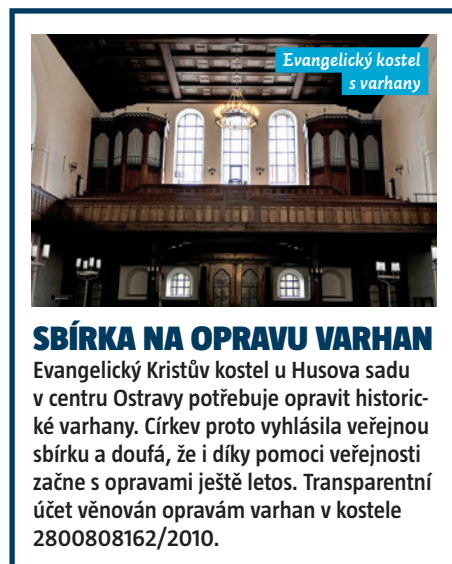 Evangelický kostel
s varhany
SBÍRKA NA OPRAVU VARHAN
Evangelický Kristův kostel u Husova sadu
v centru Ostravy potřebuje opravit historic-
ké varhany. Církev proto vyhlásila veřejnou
sbírku a doufá, že i díky pomoci veřejnosti
začne s opravami ještě letos. Transparentní
účet věnován opravám varhan v kostele
2800808162/2010.